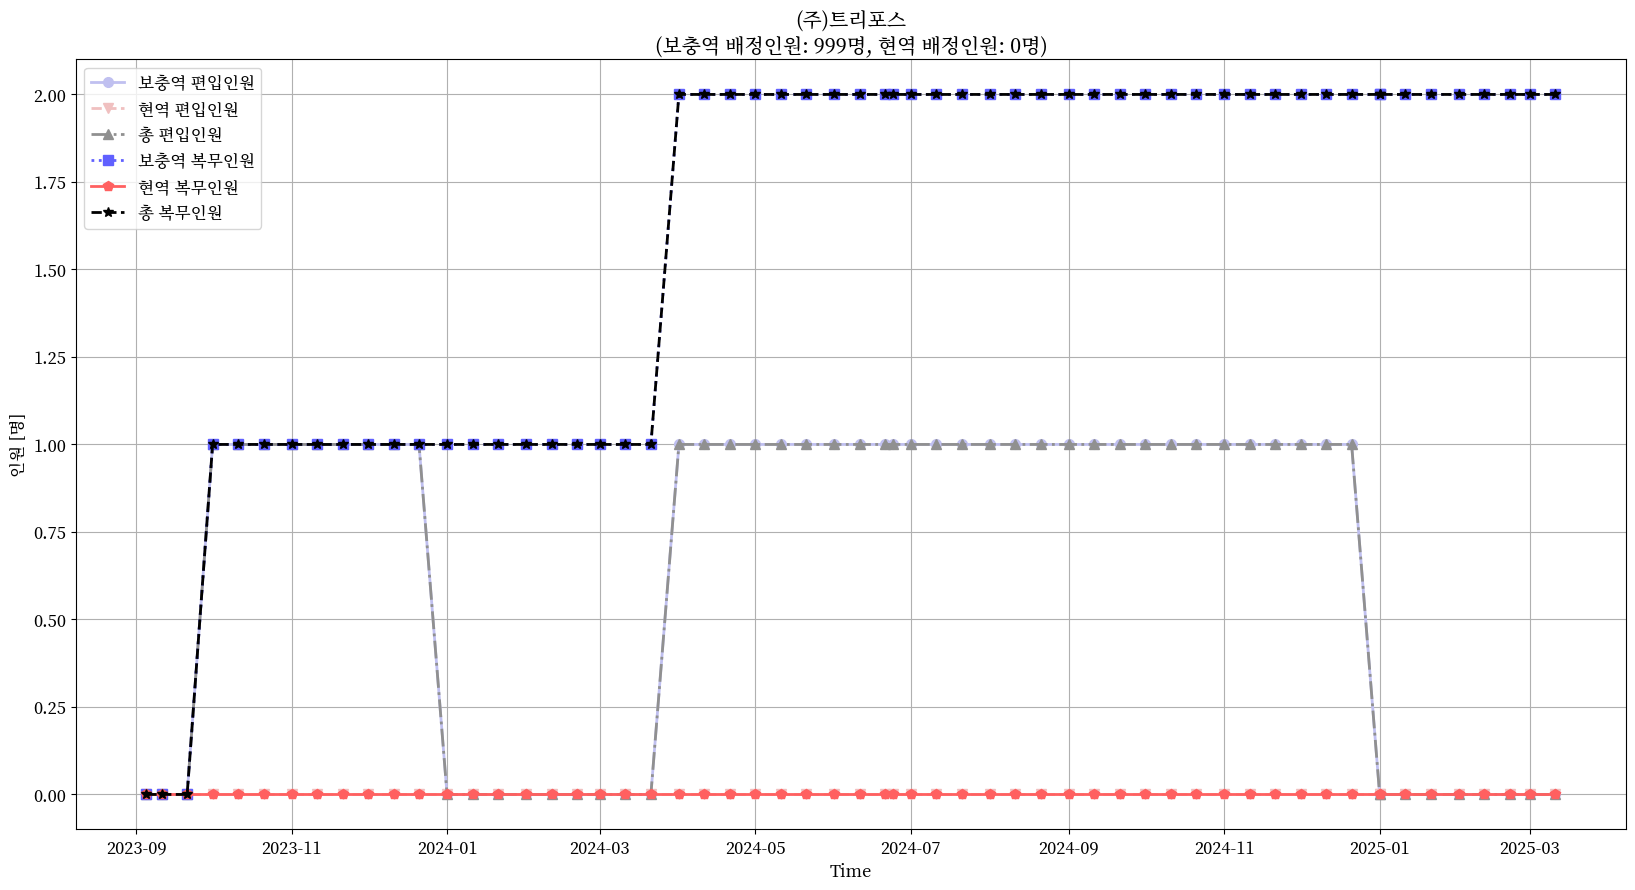 (주)트리포스
(보충역 배정인원: 999명, 현역 배정인원: 0명)
보충역 편입인원
현역 편입인원
총 편입인원
보충역 복무인원
현역 복무인원
총 복무인원
2.00
1.75
1.50
1.25
1.00
0.75
0.50
0.25
0.00
인원 [명]
2023-09 2023-11 2024-01 2024-03 2024-05 2024-07 2024-09 2024-11 2025-01 2025-03
Time